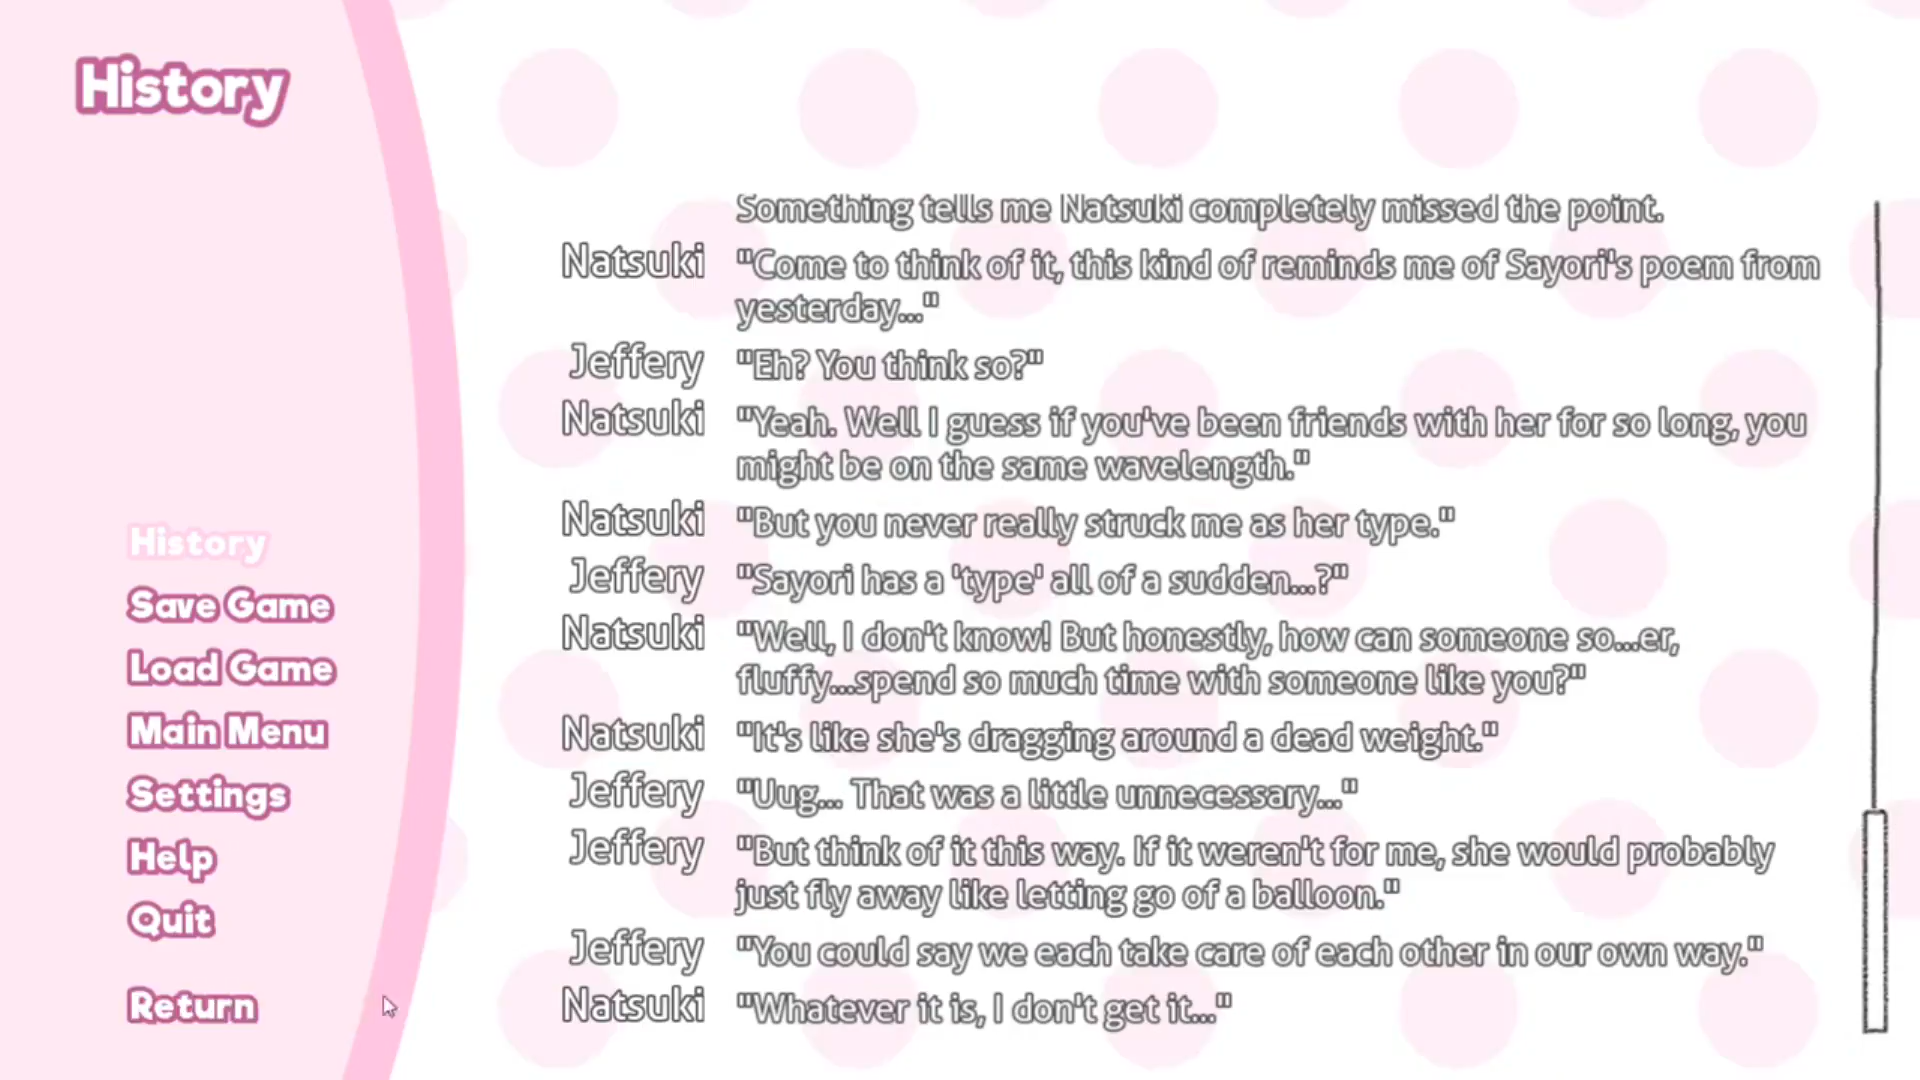 History
Something tells me Natsuki completely missed the point.
Natsuki "Come to think of it, this kind of reminds me of Sayori's poem from
yesterday..."
Jeffery "Eh? You think so?"
Natsuki "Yeah. Well I guess if you've been friends with her for so long, you
might be on the same wavelength."
Natsuki "But you never really struck me as her type."
Jeffery "Sayori has a 'type' all of a sudden...?"
Natsuki "Well, I don't know! But honestly, how can someone so...er,
fluffy...spend so much time with someone like you?"
Natsuki "It's like she's dragging around a dead weight."
Jeffery "Uug... That was a little unnecessary..."
Jeffery "But think of it this way. If it weren't for me, she would probably
just fly away like letting go of a balloon."
Jeffery "You could say we each take care of each other in our own way."
Natsuki "Whatever it is, I don't get it..."
History
Save Game
Load Game
Main Menu
Settings
Help
Quit
Return